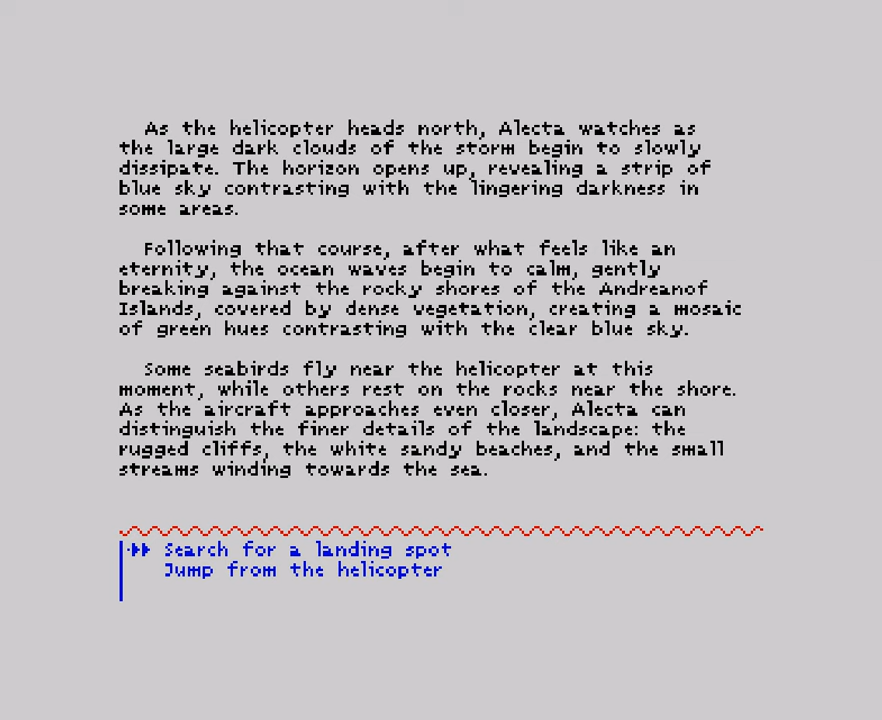 As the helicopter heads north, Alecta watches as
the large dark clouds of the storm begin to slowly
dissipate. The horizon opens up, revealing a strip of
blue sky contrasting with the lingering darkness in
some areas.
Following that course, after what feels like an
eternity, the ocean waves begin to calm, gently
breaking against the rocky shores of the Andreanof
Islands, covered by dense vegetation, creating a mosaic
of green hues contrasting with the clear blue sky.
Some seabirds fly near the helicopter at this
moment, while others rest on the rocks near the shore.
As the aircraft approaches even closer, Alecta can
distinguish the finer details of the landscape: the
rugged cliffs, the white sandy beaches, and the small
streams winding towards the sea.
Search for a landing spot
Jump from the helicopter